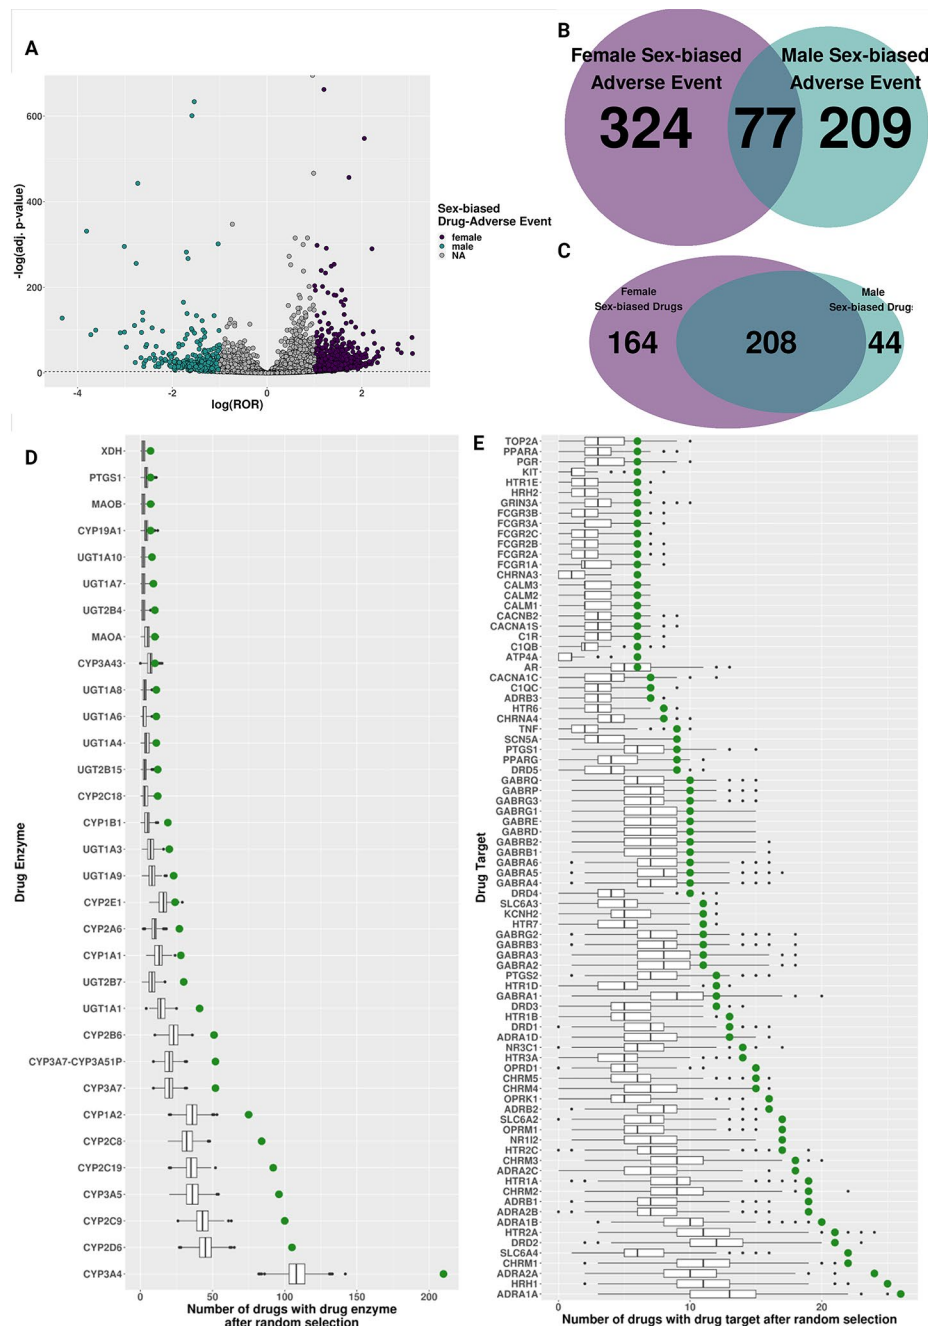 A
B
Female Sex-biased
Adverse Event
324
77
Male Sex-biased
Adverse Event
209
600
400
200
0
-log(adj. p-value)
-4
-2
0
2
log(ROR)
Sex-biased
Drug-Adverse Event
female
male
NA
C
Female
Sex-biased Drugs
164
208
Male
Sex-biased Drugs
44
D
XDH
PTGS1
MAOB
CYP19A1
UGT1A10
UGT1A7
UGT2B4
MAOA
CYP3A43
UGT1A8
UGT1A6
UGT1A4
UGT2B15
CYP2C18
CYP1B1
UGT1A3
UGT1A9
CYP2E1
CYP2A6
CYP1A1
UGT2B7
UGT1A1
CYP2B6
CYP3A7-CYP3A51P
CYP3A7
CYP1A2
CYP2C8
CYP2C19
CYP3A5
CYP2C9
CYP2D6
CYP3A4
Drug Enzyme
0
50
100
150
200
Number of drugs with drug enzyme
after random selection
E
TOP2A
PPARA
PGR
KIT
HTR1E
HRH2
GRIN3A
FCGR3B
FCGR3A
FCGR2C
FCGR2B
FCGR2A
FCGR1A
CHRNA3
CALM3
CALM2
CALM1
CACNB2
CACNA1S
C1R
C1QB
ATP4A
AR
CACNA1C
C1QC
ADRB3
HTR6
CHRNA4
TNF
SCN5A
PTGS1
PPARG
DRD5
GABRQ
GABRP
GABRG3
GABRG1
GABRE
GABRD
GABRB2
GABRB1
GABRA6
GABRA5
GABRA4
DRD4
SLC6A3
KCNH2
HTR7
GABRG2
GABRB3
GABRA3
GABRA2
PTGS2
HTR1D
GABRA1
DRD3
HTR1B
DRD1
ADRA1D
NR3C1
HTR3A
OPRD1
CHRM5
CHRM4
OPRK1
ADRB2
SLC6A2
OPRM1
NR1I2
HTR2C
CHRM3
ADRA2C
HTR1A
CHRM2
ADRB1
ADRA2B
ADRA1B
HTR2A
DRD2
SLC6A4
CHRM1
ADRA2A
HRH1
ADRA1A
Drug Target
0
10
20
Number of drugs with drug target after random selection